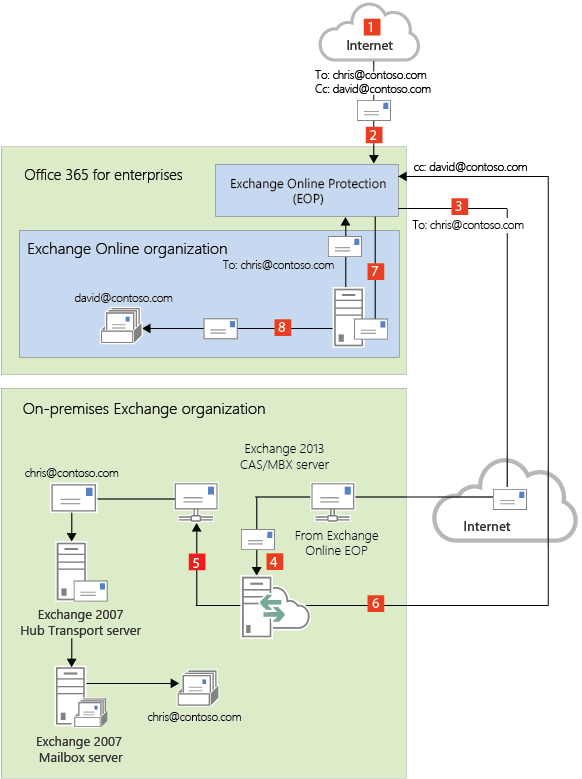 1
Internet
To: chris@contoso.com
Cc: david@contoso.com
2
Office 365 for enterprises
Exchange Online Protection
(EOP)
cc: david@contoso.com
3
To: chris@contoso.com
Exchange Online organization
To: chris@contoso.com
7
david@contoso.com
8
On-premises Exchange organization
Exchange 2013
CAS/MBX server
chris@contoso.com
From Exchange
Online EOP
Internet
4
5
6
Exchange 2007
Hub Transport server
chris@contoso.com
Exchange 2007
Mailbox server